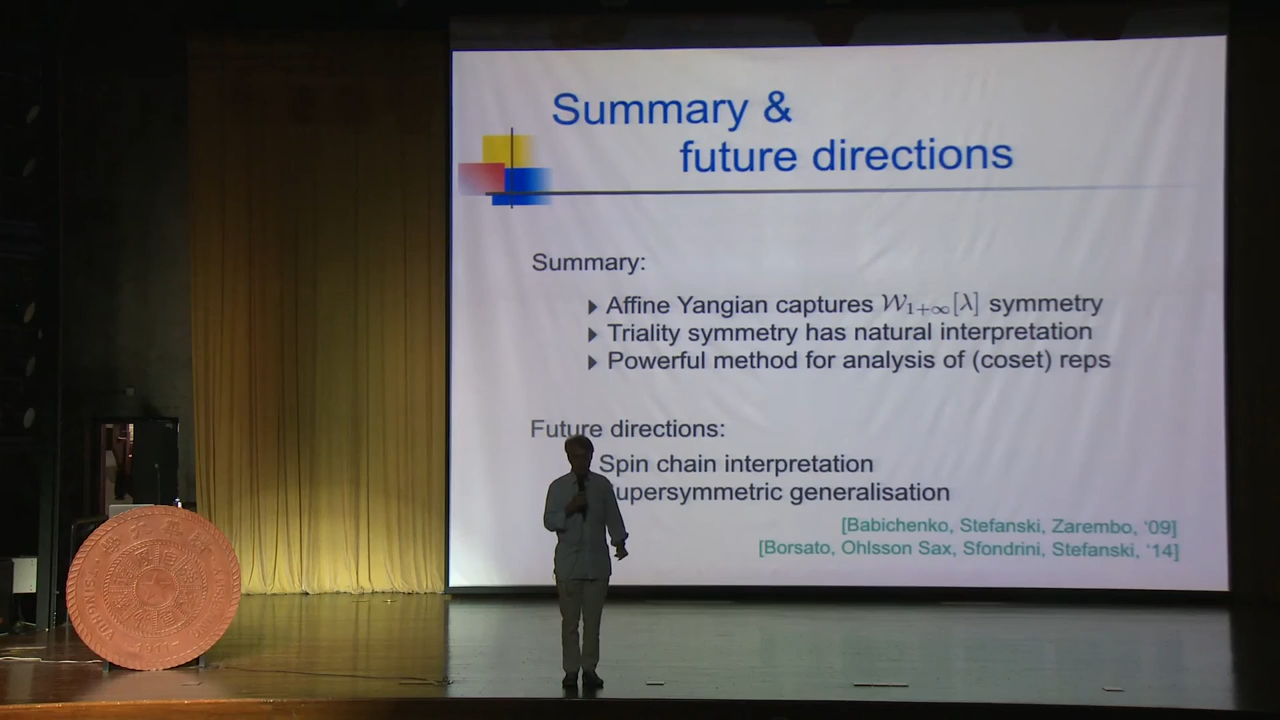 Summary &
future directions
Summary:
Affine Yangian captures 𝒲₁₊∞[λ] symmetry
Triality symmetry has natural interpretation
Powerful method for analysis of (coset) reps
Future directions:
Spin chain interpretation
upersymmetric generalisation
[Babichenko, Stefanski, Zarembo, '09]
[Borsato, Ohlsson Sax, Sfondrini, Stefanski, '14]
1911